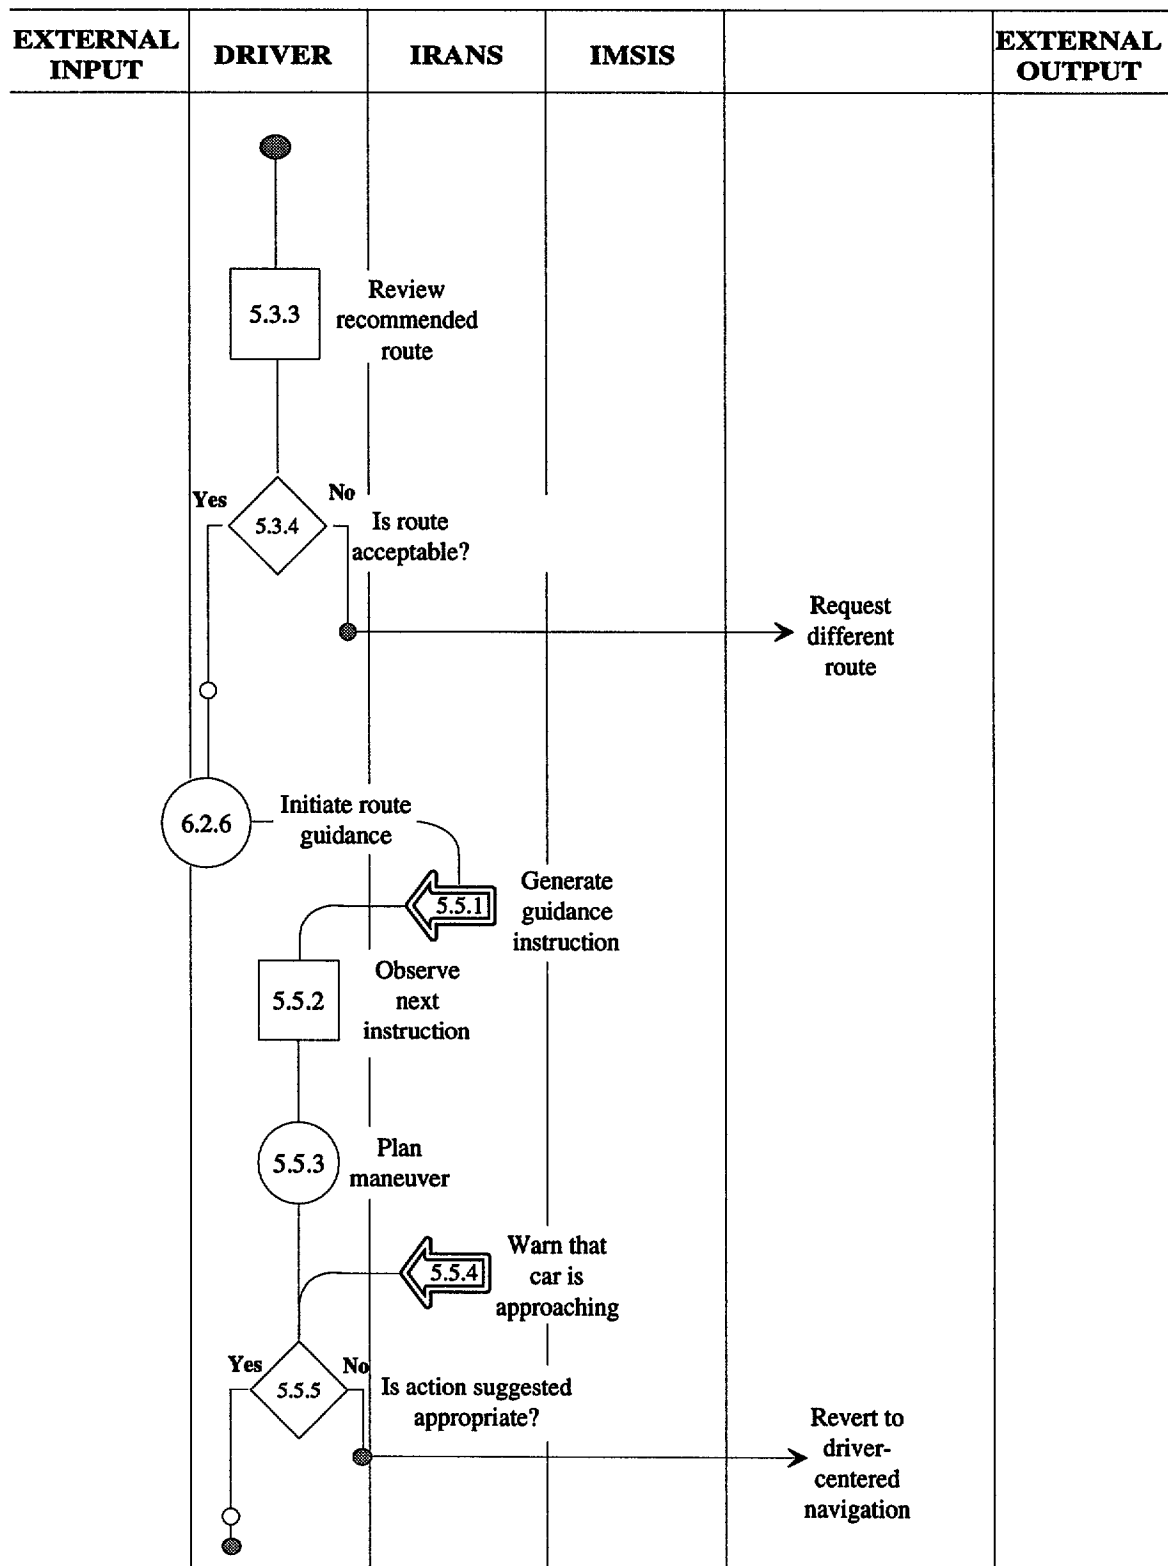 EXTERNAL
INPUT
DRIVER
IRANS
IMSIS
EXTERNAL
OUTPUT
5.3.3
Review
recommended
route
Yes
No
5.3.4
Is route
acceptable?
Request
different
route
6.2.6
Initiate route
guidance
5.5.1
Generate
guidance
instruction
5.5.2
Observe
next
instruction
5.5.3
Plan
maneuver
5.5.4
Warn that
car is
approaching
Yes
No
5.5.5
Is action suggested
appropriate?
Revert to
driver-
centered
navigation